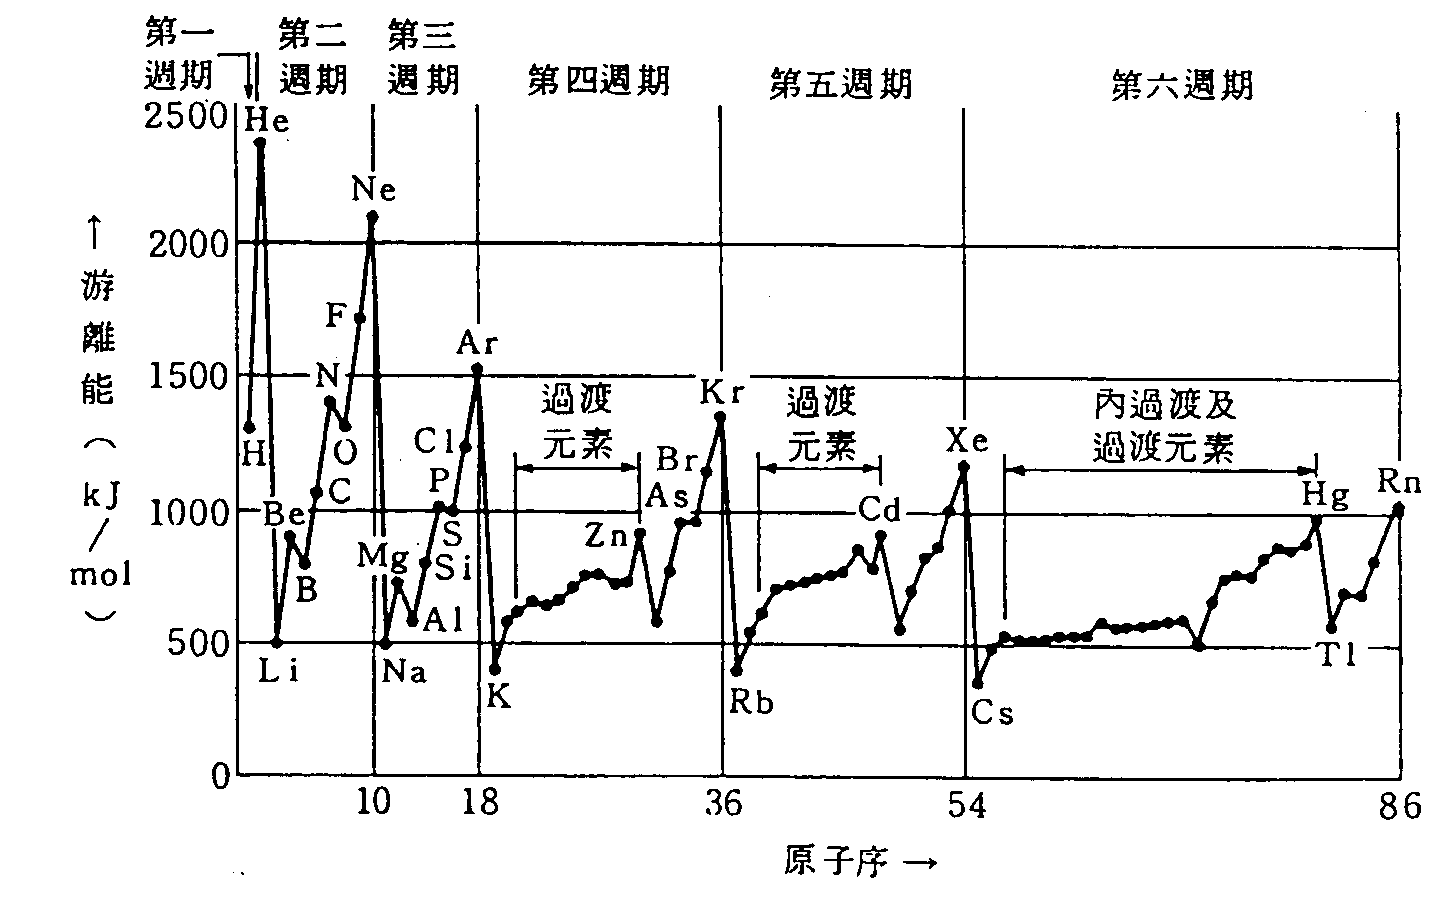 第一
週期
第二
週期
第三
週期
第四週期
第五週期
第六週期
2500
2000
1500
1000
500
0
↑
游
離
能
（
kJ
/
mol
）
He
Ne
F
N
H
O
C
Be
B
Li
Ar
Cl
P
S
Mg
Si
Al
Na
K
過渡
元素
Kr
Br
As
Zn
Rb
過渡
元素
Xe
Cd
Cs
內過渡及
過渡元素
Hg
Rn
Tl
10
18
36
54
86
原子序→